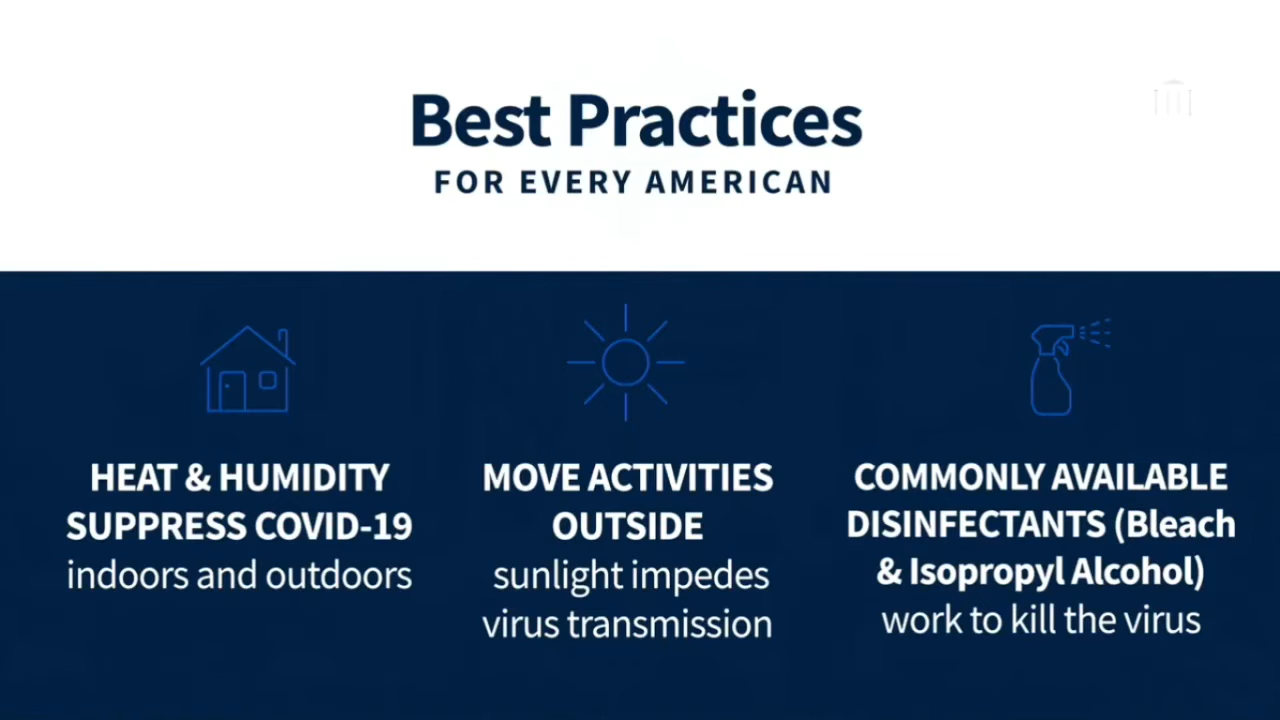 Best Practices
FOR EVERY AMERICAN
HEAT & HUMIDITY
SUPPRESS COVID-19
indoors and outdoors
MOVE ACTIVITIES
OUTSIDE
sunlight impedes
virus transmission
COMMONLY AVAILABLE
DISINFECTANTS (Bleach
& Isopropyl Alcohol)
work to kill the virus